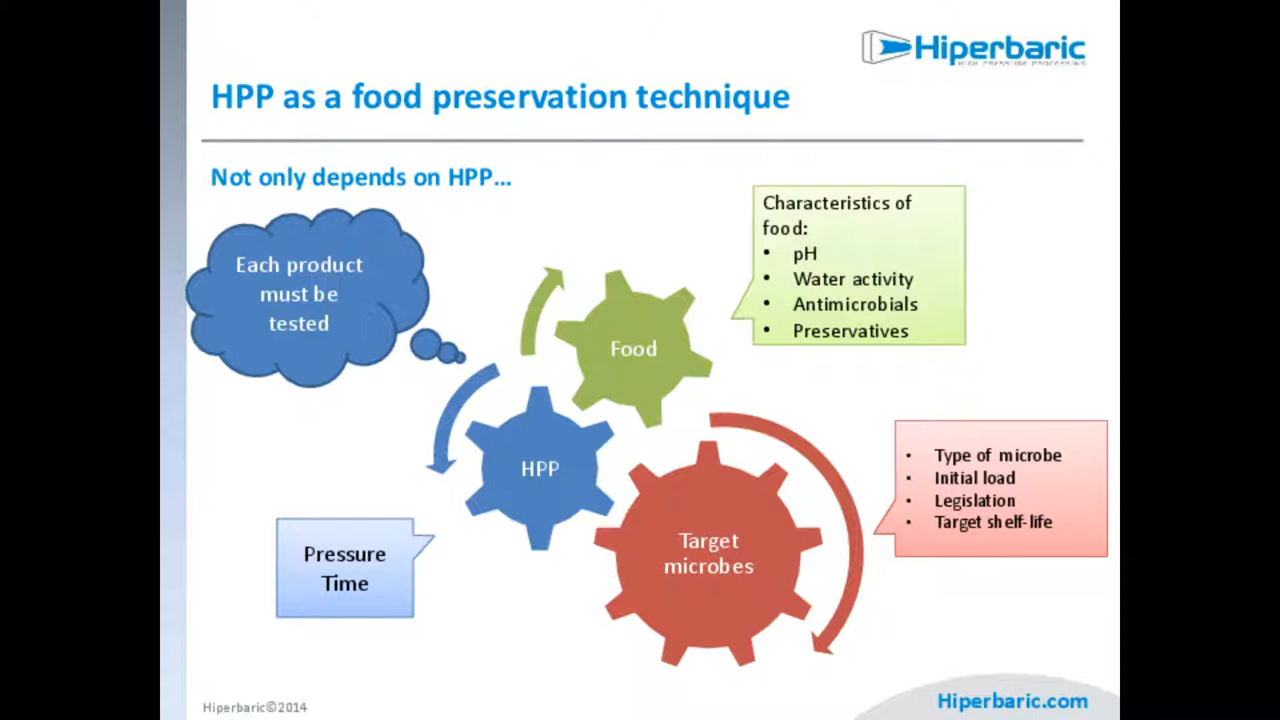 Hiperbaric
HIGH PRESSURE PROCESSING
HPP as a food preservation technique
Not only depends on HPP...
Each product
must be
tested
Characteristics of
food:
• pH
• Water activity
• Antimicrobials
• Preservatives
Food
HPP
Target
microbes
• Type of microbe
• Initial load
• Legislation
• Target shelf-life
Pressure
Time
Hiperbaric©2014
Hiperbaric.com